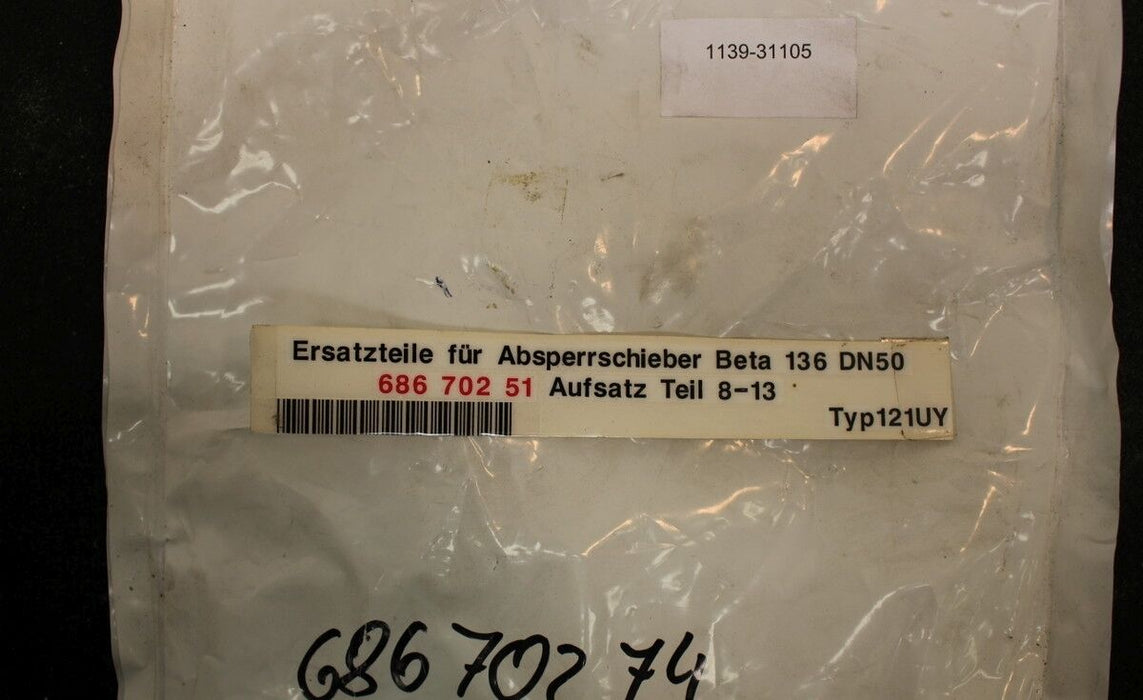 1139-31105
Ersatzteile für Absperrschieber Beta 136 DN50
686 702 51 Aufsatz Teil 8-13
Typ121UY
686 702 74